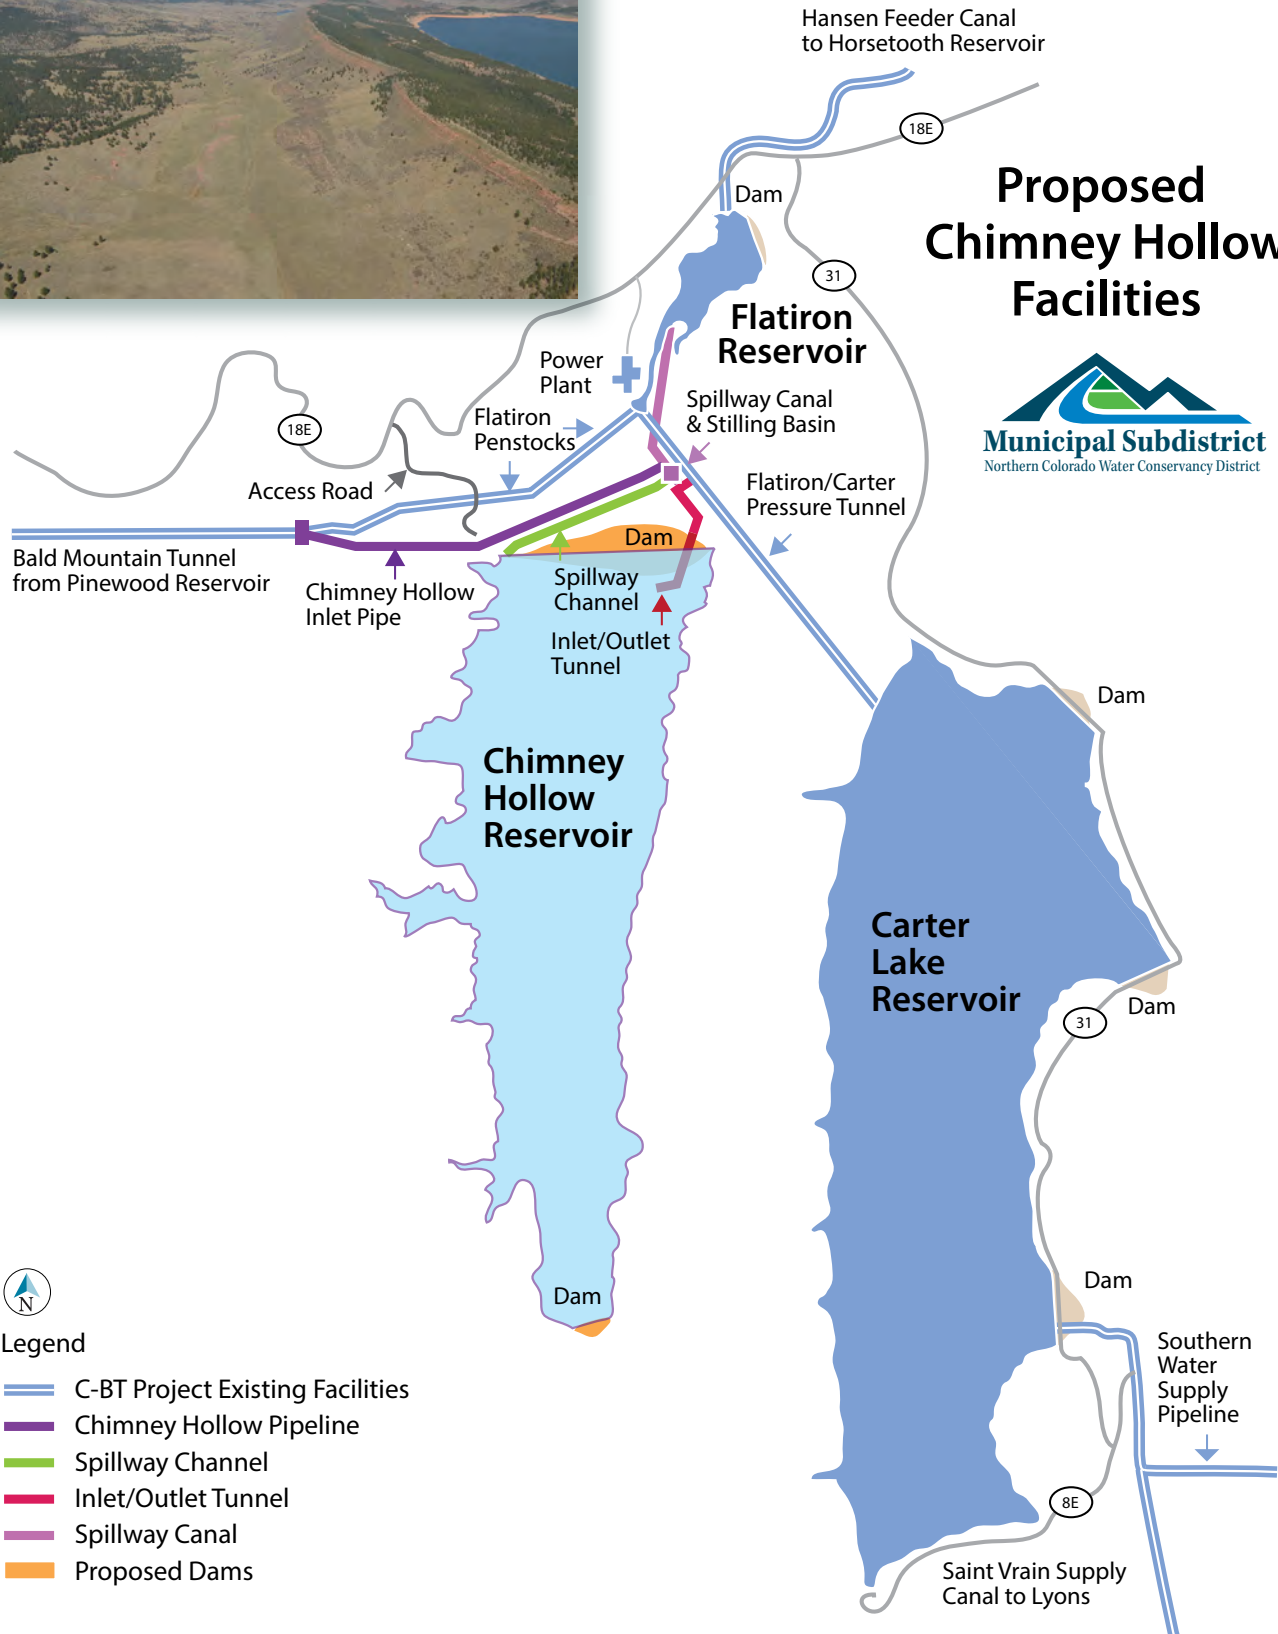 Hansen Feeder Canal
to Horsetooth Reservoir
18E
Dam
Proposed
Chimney Hollow
Facilities
31
Flatiron
Reservoir
Municipal Subdistrict
Northern Colorado Water Conservancy District
Power
Plant
Spillway Canal
& Stilling Basin
Flatiron
Penstocks
18E
Access Road
Flatiron/Carter
Pressure Tunnel
Dam
Bald Mountain Tunnel
from Pinewood Reservoir
Chimney Hollow
Inlet Pipe
Spillway
Channel
Inlet/Outlet
Tunnel
Dam
Chimney
Hollow
Reservoir
Carter
Lake
Reservoir
Dam
31
Dam
Dam
Southern
Water
Supply
Pipeline
8E
Saint Vrain Supply
Canal to Lyons
N
Legend
C-BT Project Existing Facilities
Chimney Hollow Pipeline
Spillway Channel
Inlet/Outlet Tunnel
Spillway Canal
Proposed Dams